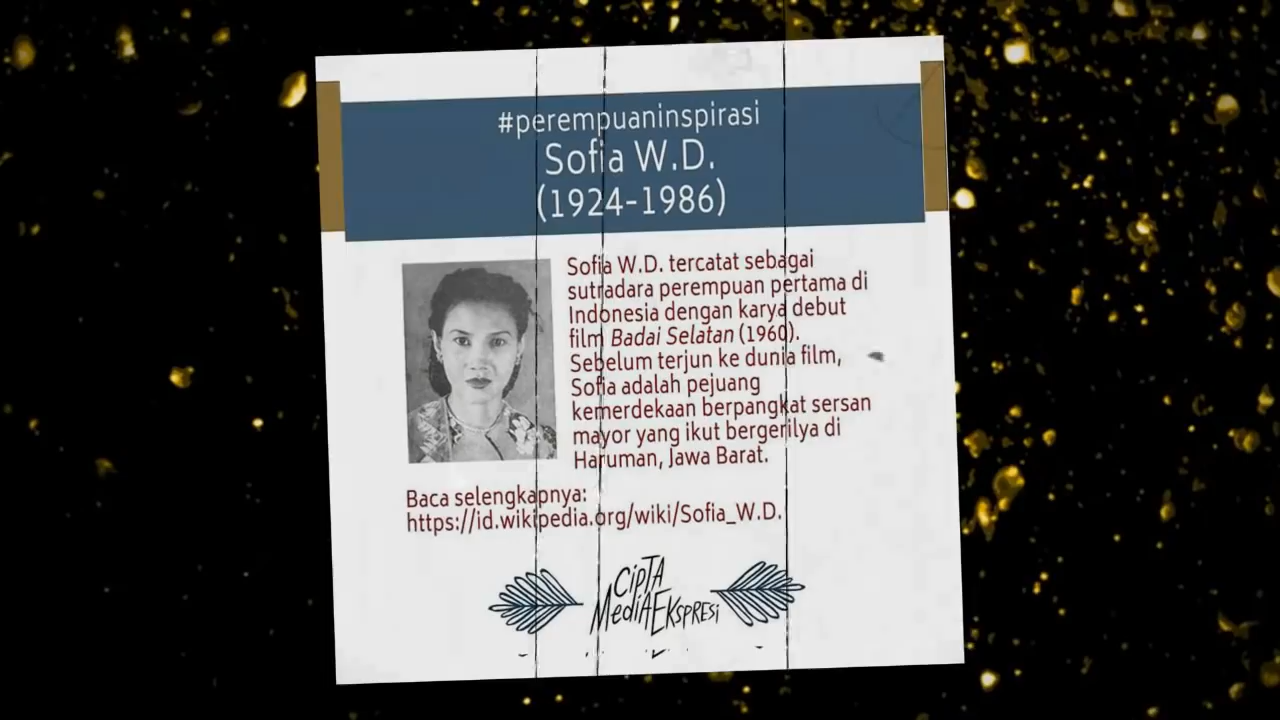 #perempuaninspirasi
Sofia W.D.
(1924-1986)
Sofia W.D. tercatat sebagai
sutradara perempuan pertama di
Indonesia dengan karya debut
film Badai Selatan (1960).
Sebelum terjun ke dunia film,
Sofia adalah pejuang
kemerdekaan berpangkat sersan
mayor yang ikut bergerilya di
Haruman, Jawa Barat.
Baca selengkapnya:
https://id.wikipedia.org/wiki/Sofia_W.D.
CIPTA
MEDIA EKSPRESI